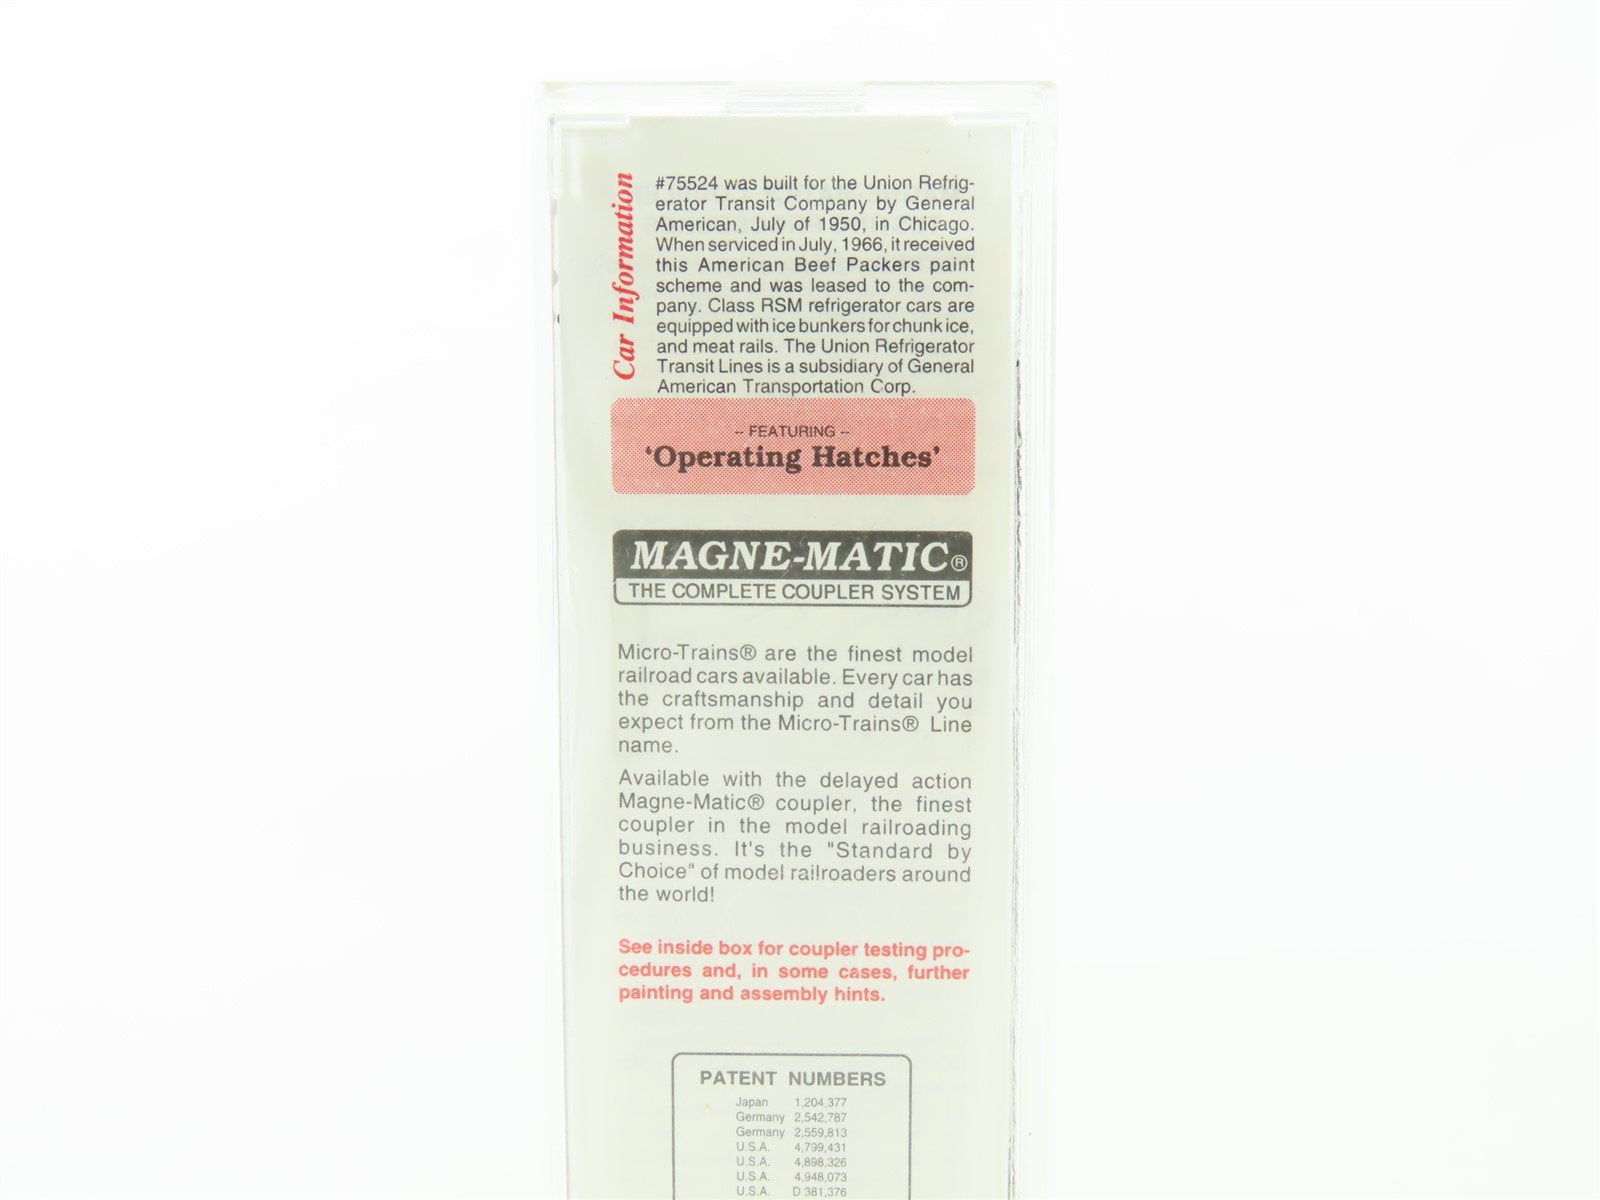 Car Information
#75524 was built for the Union Refrig-
erator Transit Company by General
American, July of 1950, in Chicago.
When serviced in July, 1966, it received
this American Beef Packers paint
scheme and was leased to the com-
pany. Class RSM refrigerator cars are
equipped with ice bunkers for chunk ice,
and meat rails. The Union Refrigerator
Transit Lines is a subsidiary of General
American Transportation Corp.
-- FEATURING --
'Operating Hatches'
MAGNE-MATIC®
THE COMPLETE COUPLER SYSTEM
Micro-Trains® are the finest model
railroad cars available. Every car has
the craftsmanship and detail you
expect from the Micro-Trains® Line
name.
Available with the delayed action
Magne-Matic® coupler, the finest
coupler in the model railroading
business. It's the "Standard by
Choice" of model railroaders around
the world!
See inside box for coupler testing pro-
cedures and, in some cases, further
painting and assembly hints.
PATENT NUMBERS
Japan 1,204,377
Germany 2,542,787
Germany 2,559,813
U.S.A. 4,799,431
U.S.A. 4,898,326
U.S.A. 4,948,073
U.S.A. D 381,376